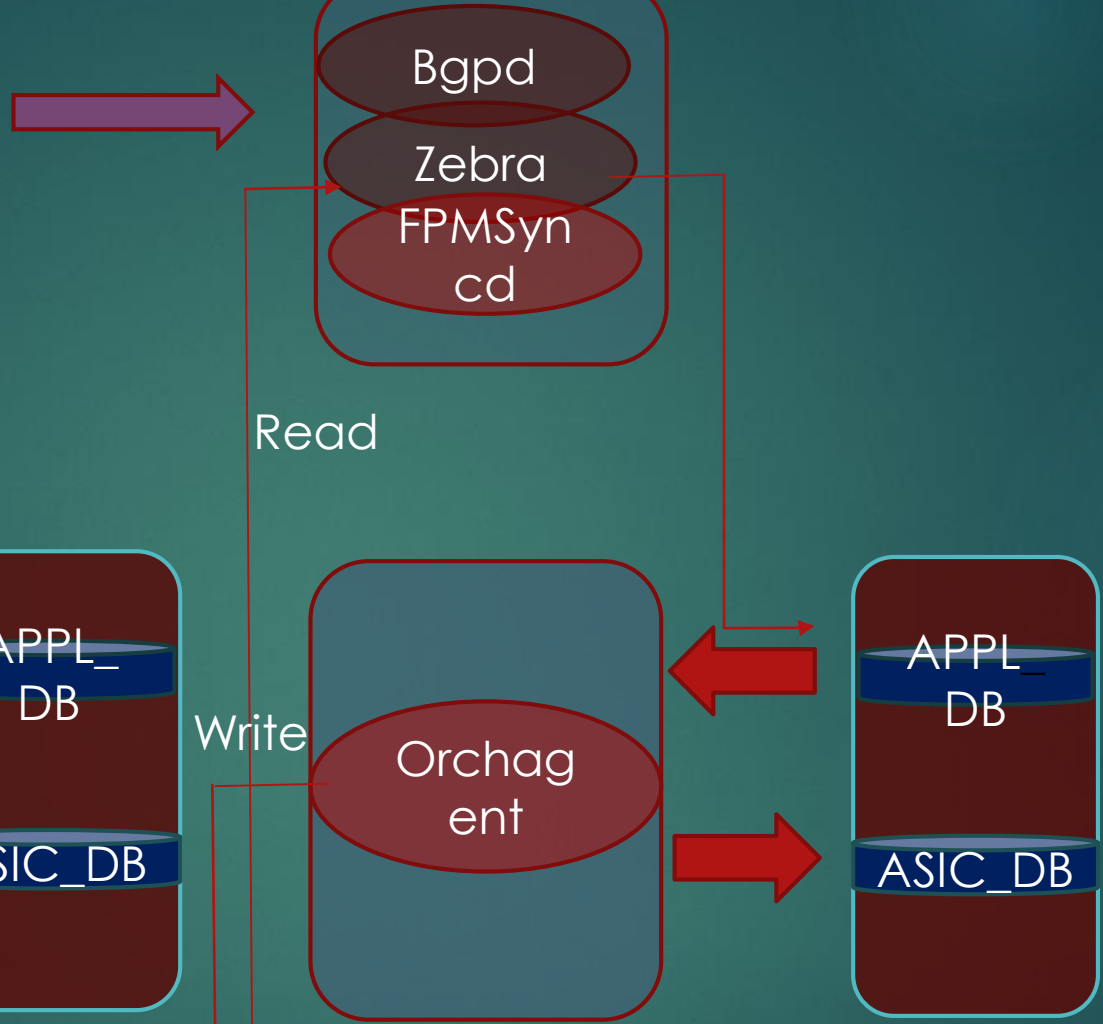 Bgpd
Zebra
FPMSyn
cd
Read
APPL_
DB
Write
Orchag
ent
SIC_DB
APPL_
DB
ASIC_DB